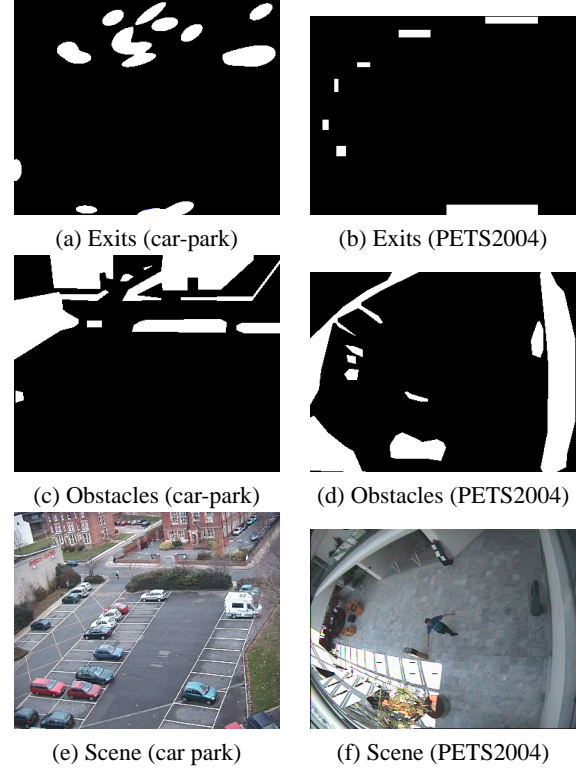 (a) Exits (car-park)
(b) Exits (PETS2004)
(c) Obstacles (car-park)
(d) Obstacles (PETS2004)
(e) Scene (car park)
(f) Scene (PETS2004)